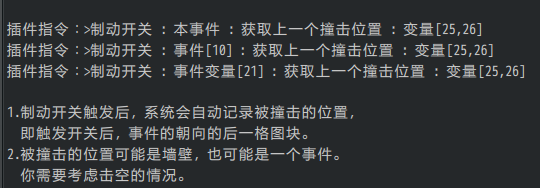 插件指令：>制动开关 : 本事件 : 获取上一个撞击位置 : 变量[25,26]
插件指令：>制动开关 : 事件[10] : 获取上一个撞击位置 : 变量[25,26]
插件指令：>制动开关 : 事件变量[21] : 获取上一个撞击位置 : 变量[25,26]
1.制动开关触发后，系统会自动记录被撞击的位置，
即触发开关后，事件的朝向的后一格图块。
2.被撞击的位置可能是墙壁，也可能是一个事件。
你需要考虑击空的情况。